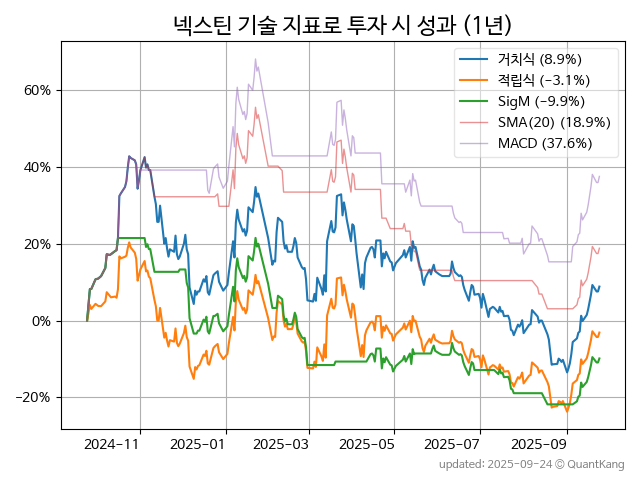 넥스틴 기술 지표로 투자 시 성과 (1년)
거치식 (8.9%)
적립식 (−3.1%)
SigM (−9.9%)
SMA(20) (18.9%)
MACD (37.6%)
60%
40%
20%
0%
−20%
2024-11 2025-01 2025-03 2025-05 2025-07 2025-09
updated: 2025-09-24 ⓒ QuantKang